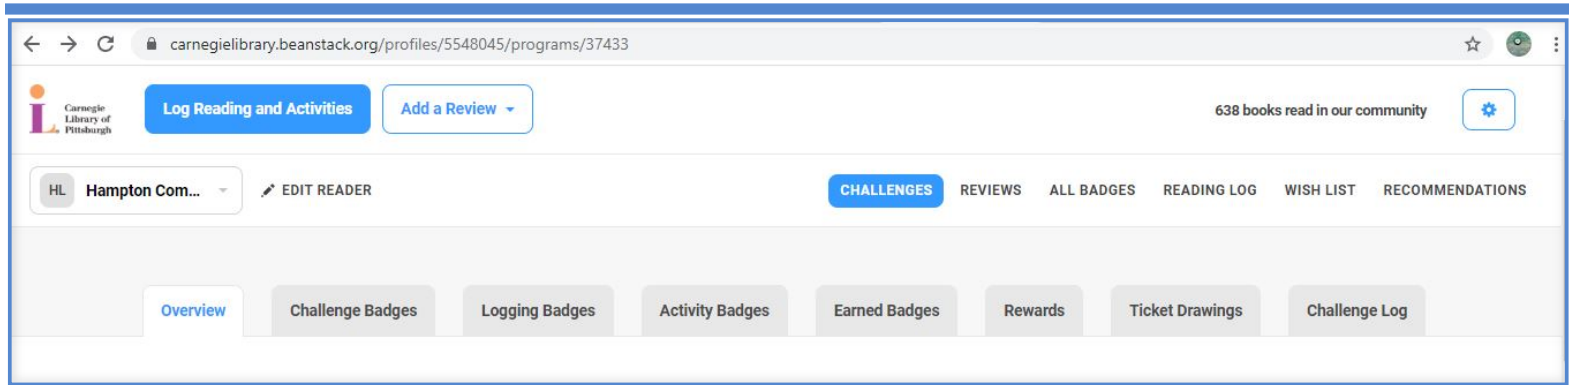 carnegielibrary.beanstack.org/profiles/5548045/programs/37433
Carnegie
Library of
Pittsburgh
Log Reading and Activities
Add a Review
638 books read in our community
HL Hampton Com... EDIT READER
CHALLENGES REVIEWS ALL BADGES READING LOG WISH LIST RECOMMENDATIONS
Overview Challenge Badges Logging Badges Activity Badges Earned Badges Rewards Ticket Drawings Challenge Log